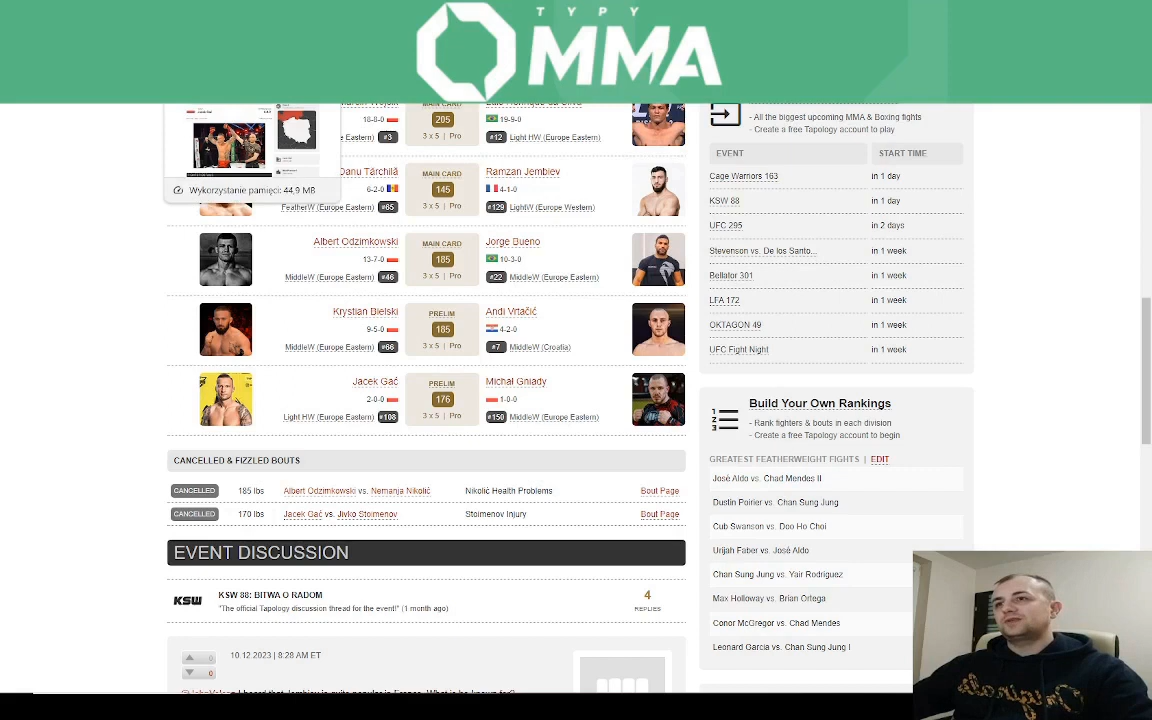 TYPY
MMA
MAIN CARD
18-8-0
205
19-9-0
3 x 5 | Pro
#3
#12 Light HW (Europe Eastern)
Wykorzystanie pamięci: 44,9 MB
Danu Tărchilă
MAIN CARD
Ramzan Jembiev
6-2-0
145
4-1-0
FeatherW (Europe Eastern) #65
3 x 5 | Pro
#129 LightW (Europe Western)
Albert Odzimkowski
MAIN CARD
Jorge Bueno
13-7-0
185
10-3-0
MiddleW (Europe Eastern) #46
3 x 5 | Pro
#22 MiddleW (Europe Eastern)
Krystian Bielski
PRELIM
Andi Vrtačić
9-5-0
185
4-2-0
MiddleW (Europe Eastern) #66
3 x 5 | Pro
#7 MiddleW (Croatia)
Jacek Gać
PRELIM
Michał Gniady
2-0-0
176
1-0-0
Light HW (Europe Eastern) #108
3 x 5 | Pro
#150 MiddleW (Europe Eastern)
CANCELLED & FIZZLED BOUTS
CANCELLED 185 lbs Albert Odzimkowski vs. Nemanja Nikolić Nikolić Health Problems Bout Page
CANCELLED 170 lbs Jacek Gać vs. Jivko Stoimenov Stoimenov Injury Bout Page
EVENT DISCUSSION
KSW
KSW 88: BITWA O RADOM
"The official Tapology discussion thread for the event!" (1 month ago)
4
REPLIES
0
0
10.12.2023 | 8:28 AM ET
- All the biggest upcoming MMA & Boxing fights
- Create a free Tapology account to play
EVENT START TIME
Cage Warriors 163 in 1 day
KSW 88 in 1 day
UFC 295 in 2 days
Stevenson vs. De los Santo... in 1 week
Bellator 301 in 1 week
LFA 172 in 1 week
OKTAGON 49 in 1 week
UFC Fight Night in 1 week
Build Your Own Rankings
- Rank fighters & bouts in each division
- Create a free Tapology account to begin
GREATEST FEATHERWEIGHT FIGHTS | EDIT
José Aldo vs. Chad Mendes II
Dustin Poirier vs. Chan Sung Jung
Cub Swanson vs. Doo Ho Choi
Urijah Faber vs. José Aldo
Chan Sung Jung vs. Yair Rodriguez
Max Holloway vs. Brian Ortega
Conor McGregor vs. Chad Mendes
Leonard Garcia vs. Chan Sung Jung I